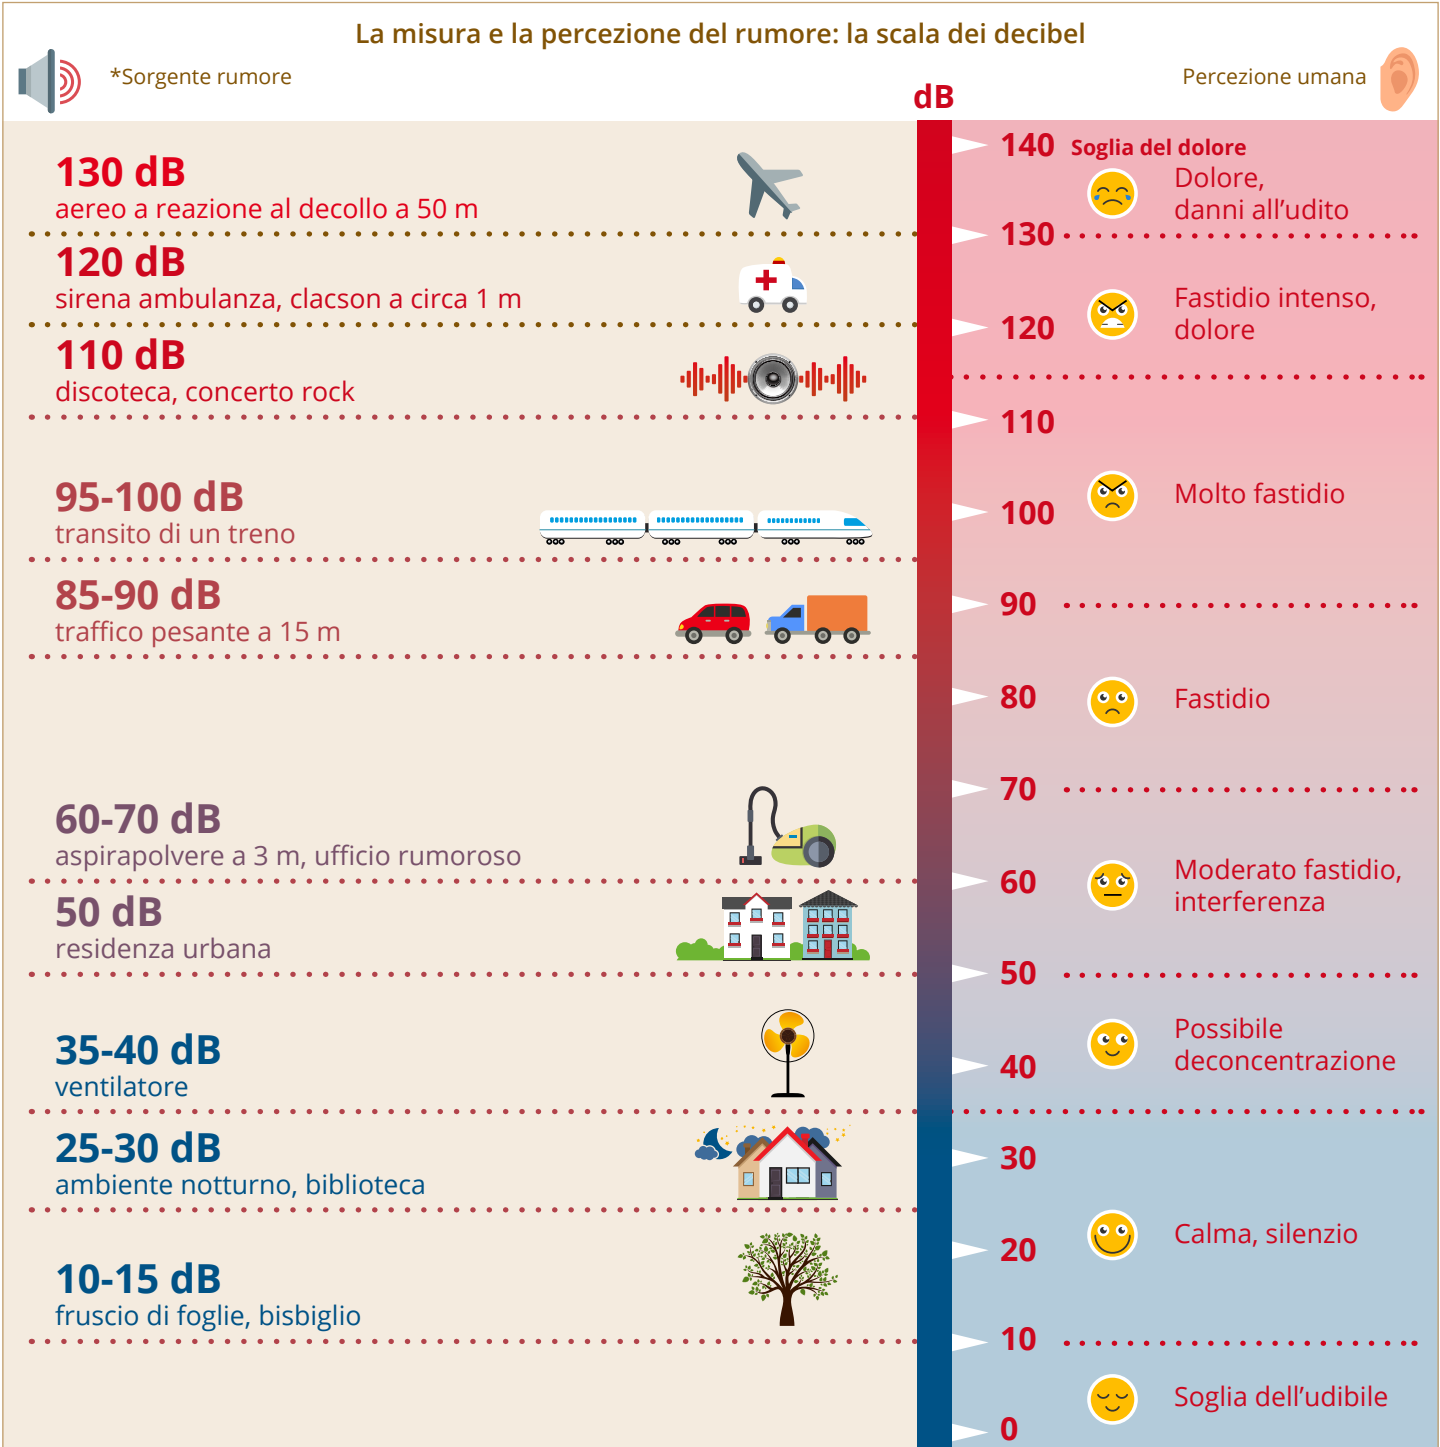 La misura e la percezione del rumore: la scala dei decibel
*Sorgente rumore
Percezione umana
dB
130 dB
aereo a reazione al decollo a 50 m
120 dB
sirena ambulanza, clacson a circa 1 m
110 dB
discoteca, concerto rock
95-100 dB
transito di un treno
85-90 dB
traffico pesante a 15 m
60-70 dB
aspirapolvere a 3 m, ufficio rumoroso
50 dB
residenza urbana
35-40 dB
ventilatore
25-30 dB
ambiente notturno, biblioteca
10-15 dB
fruscio di foglie, bisbiglio
140 Soglia del dolore
Dolore,
danni all’udito
130
Fastidio intenso,
120
dolore
110
Molto fastidio
100
90
80
Fastidio
70
Moderato fastidio,
60
interferenza
50
Possibile
deconcentrazione
40
30
Calma, silenzio
20
10
Soglia dell’udibile
0